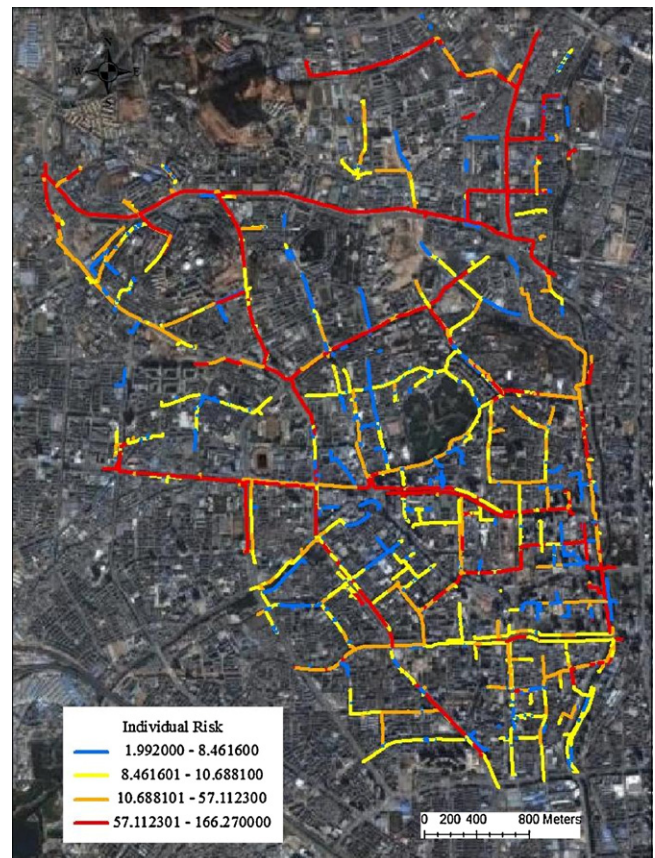 N
W E
S
Individual Risk
1.992000 - 8.461600
8.461601 - 10.688100
10.688101 - 57.112300
57.112301 - 166.270000
0 200 400 800 Meters